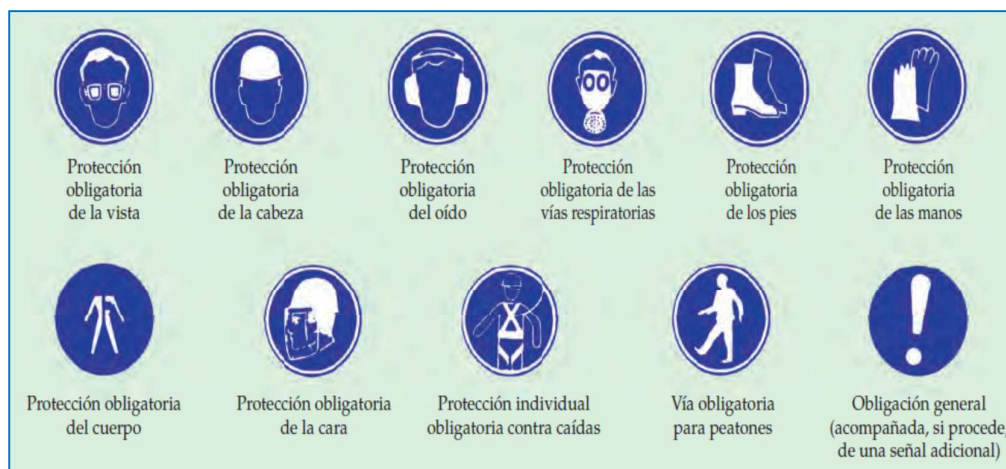 Protección
obligatoria
de la vista
Protección
obligatoria
de la cabeza
Protección
obligatoria
del oído
Protección
obligatoria de las
vías respiratorias
Protección
obligatoria
de los pies
Protección
obligatoria
de las manos
Protección obligatoria
del cuerpo
Protección obligatoria
de la cara
Protección individual
obligatoria contra caídas
Vía obligatoria
para peatones
Obligación general
(acompañada, si procede,
de una señal adicional)